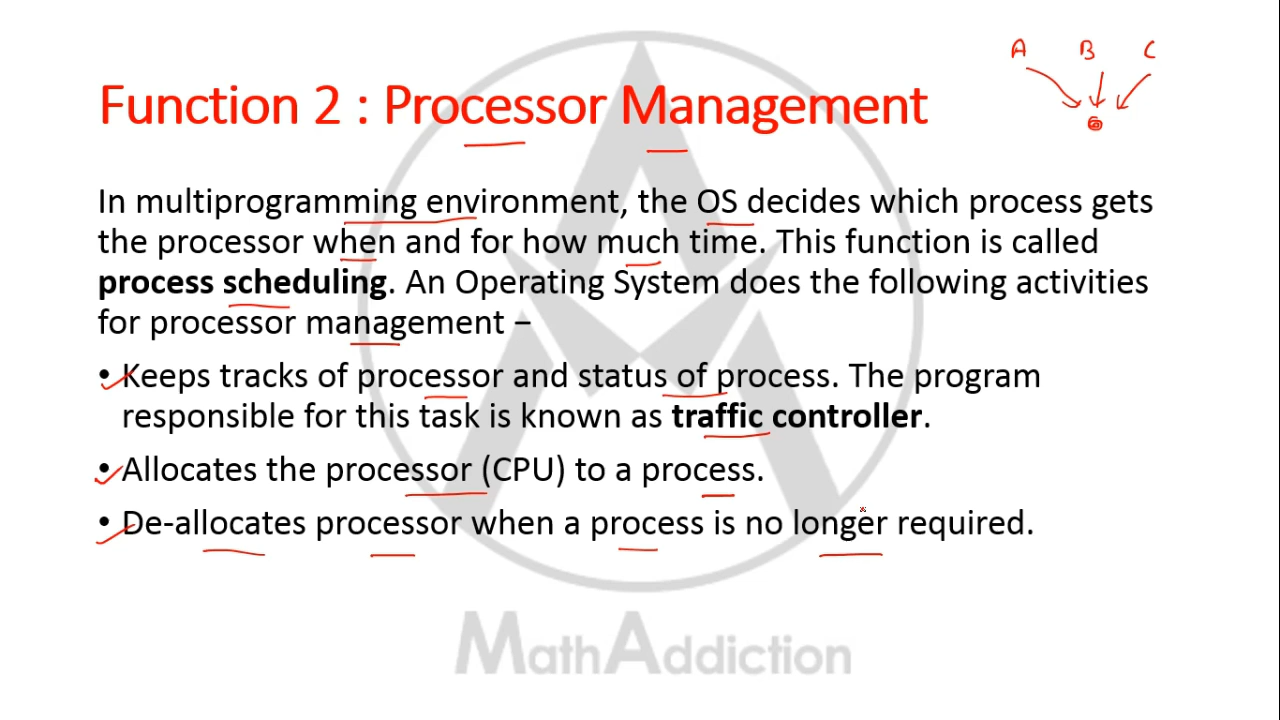 A B C
Function 2 : Processor Management
In multiprogramming environment, the OS decides which process gets
the processor when and for how much time. This function is called
process scheduling. An Operating System does the following activities
for processor management −
• Keeps tracks of processor and status of process. The program
responsible for this task is known as traffic controller.
• Allocates the processor (CPU) to a process.
• De-allocates processor when a process is no longer required.
MathAddiction